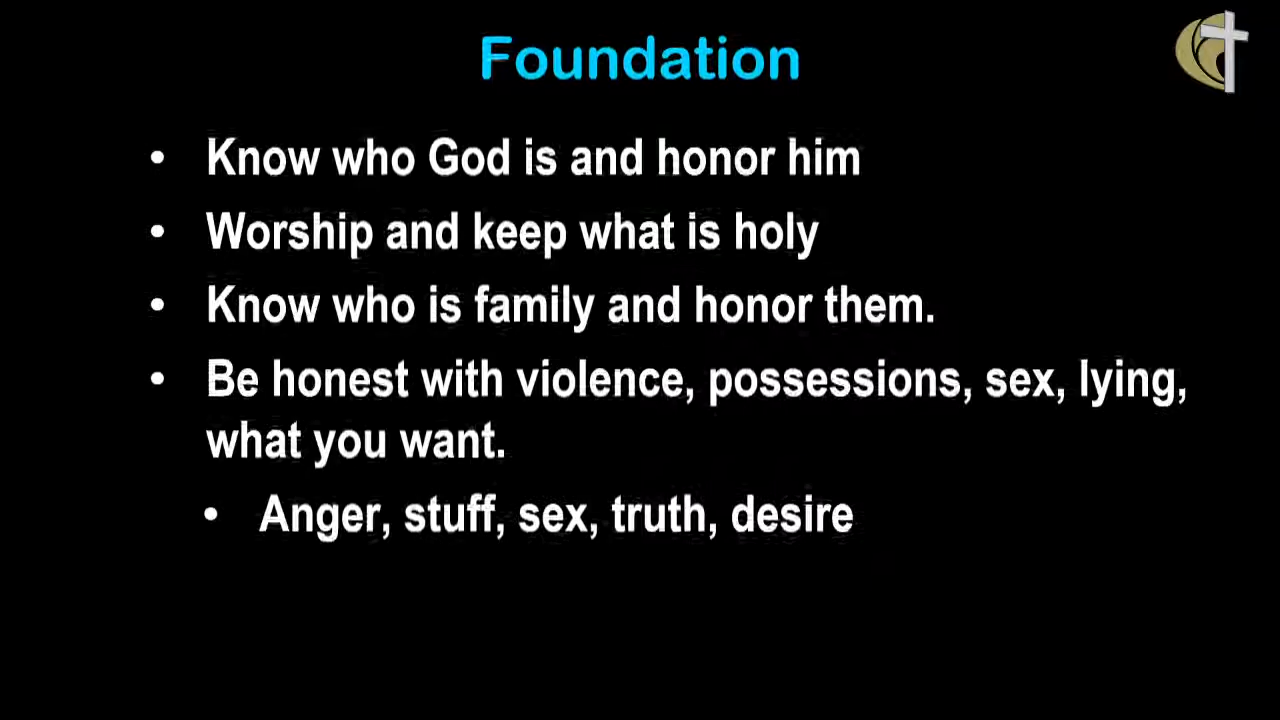 Foundation
• Know who God is and honor him
• Worship and keep what is holy
• Know who is family and honor them.
• Be honest with violence, possessions, sex, lying,
what you want.
• Anger, stuff, sex, truth, desire